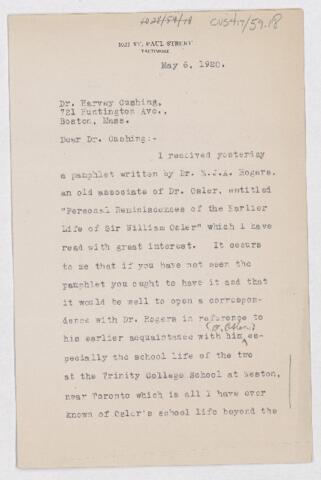 CUS417/59.18
1021 ST. PAUL STREET
BALTIMORE
May 6, 1920.
Dr. Harvey Cushing,
721 Huntington Ave.,
Boston, Mass.
Dear Dr. Cushing:-
I received yesterday
a pamphlet written by Dr. N.J.A. Rogers,
an old associate of Dr. Osler, entitled
"Personal Reminiscences of the Earlier
Life of Sir William Osler" which I have
read with great interest. It occurs
to me that if you have not seen the
pamphlet you ought to have it and that
it would be well to open a correspon-
dence with Dr. Rogers in reference to
(Dr. Osler)
his earlier acquaintance with him es-
pecially the school life of the two
at the Trinity College School at Weston,
near Toronto which is all I have ever
known of Osler's school life beyond the